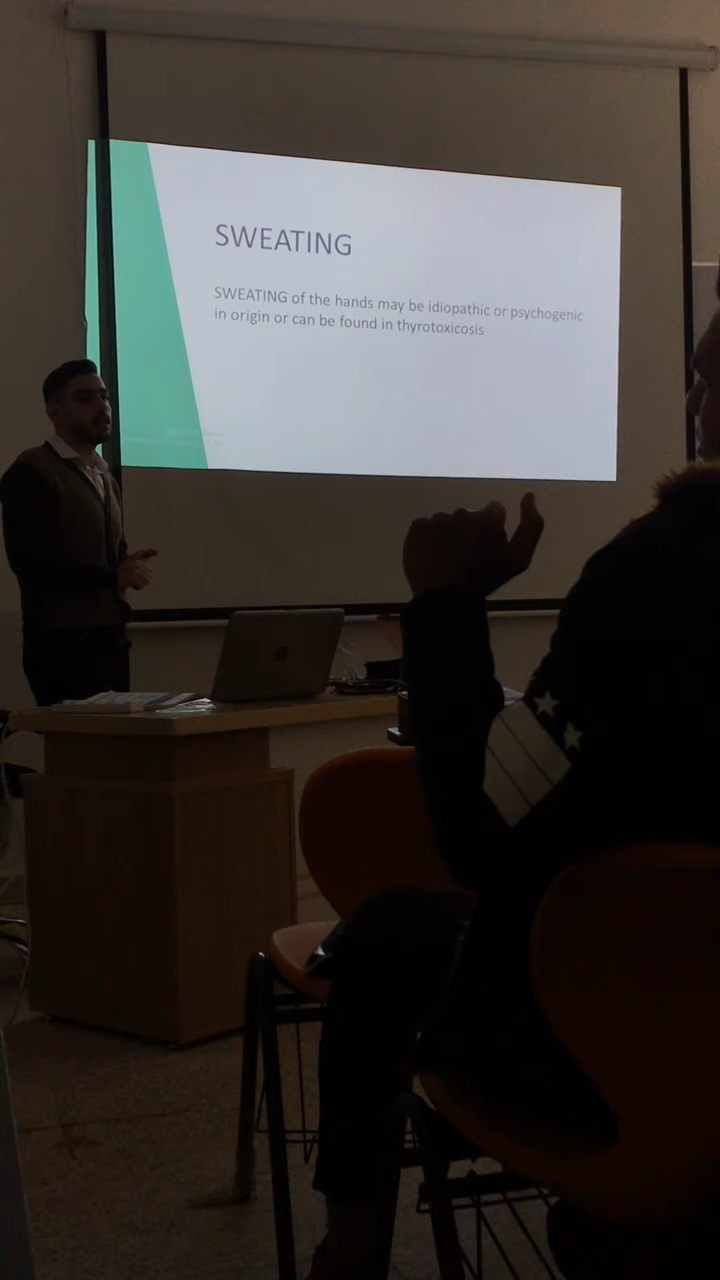 SWEATING
SWEATING of the hands may be idiopathic or psychogenic
in origin or can be found in thyrotoxicosis